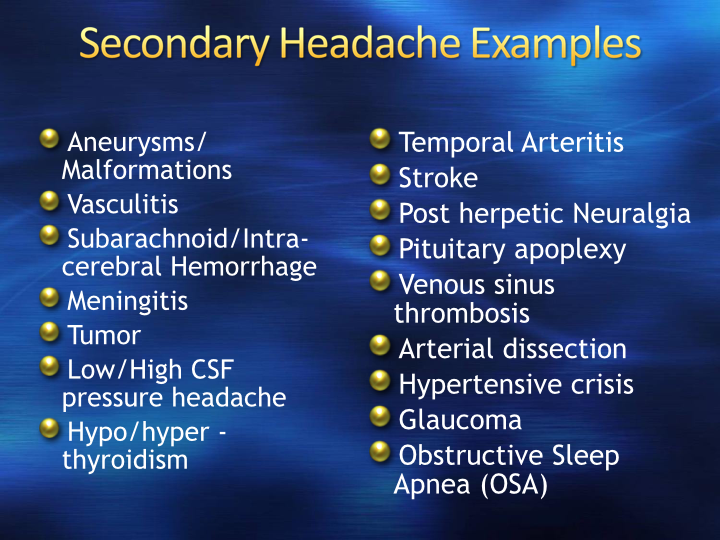 Secondary Headache Examples
Aneurysms/
Malformations
Vasculitis
Subarachnoid/Intra-
cerebral Hemorrhage
Meningitis
Tumor
Low/High CSF
pressure headache
Hypo/hyper -
thyroidism
Temporal Arteritis
Stroke
Post herpetic Neuralgia
Pituitary apoplexy
Venous sinus
thrombosis
Arterial dissection
Hypertensive crisis
Glaucoma
Obstructive Sleep
Apnea (OSA)